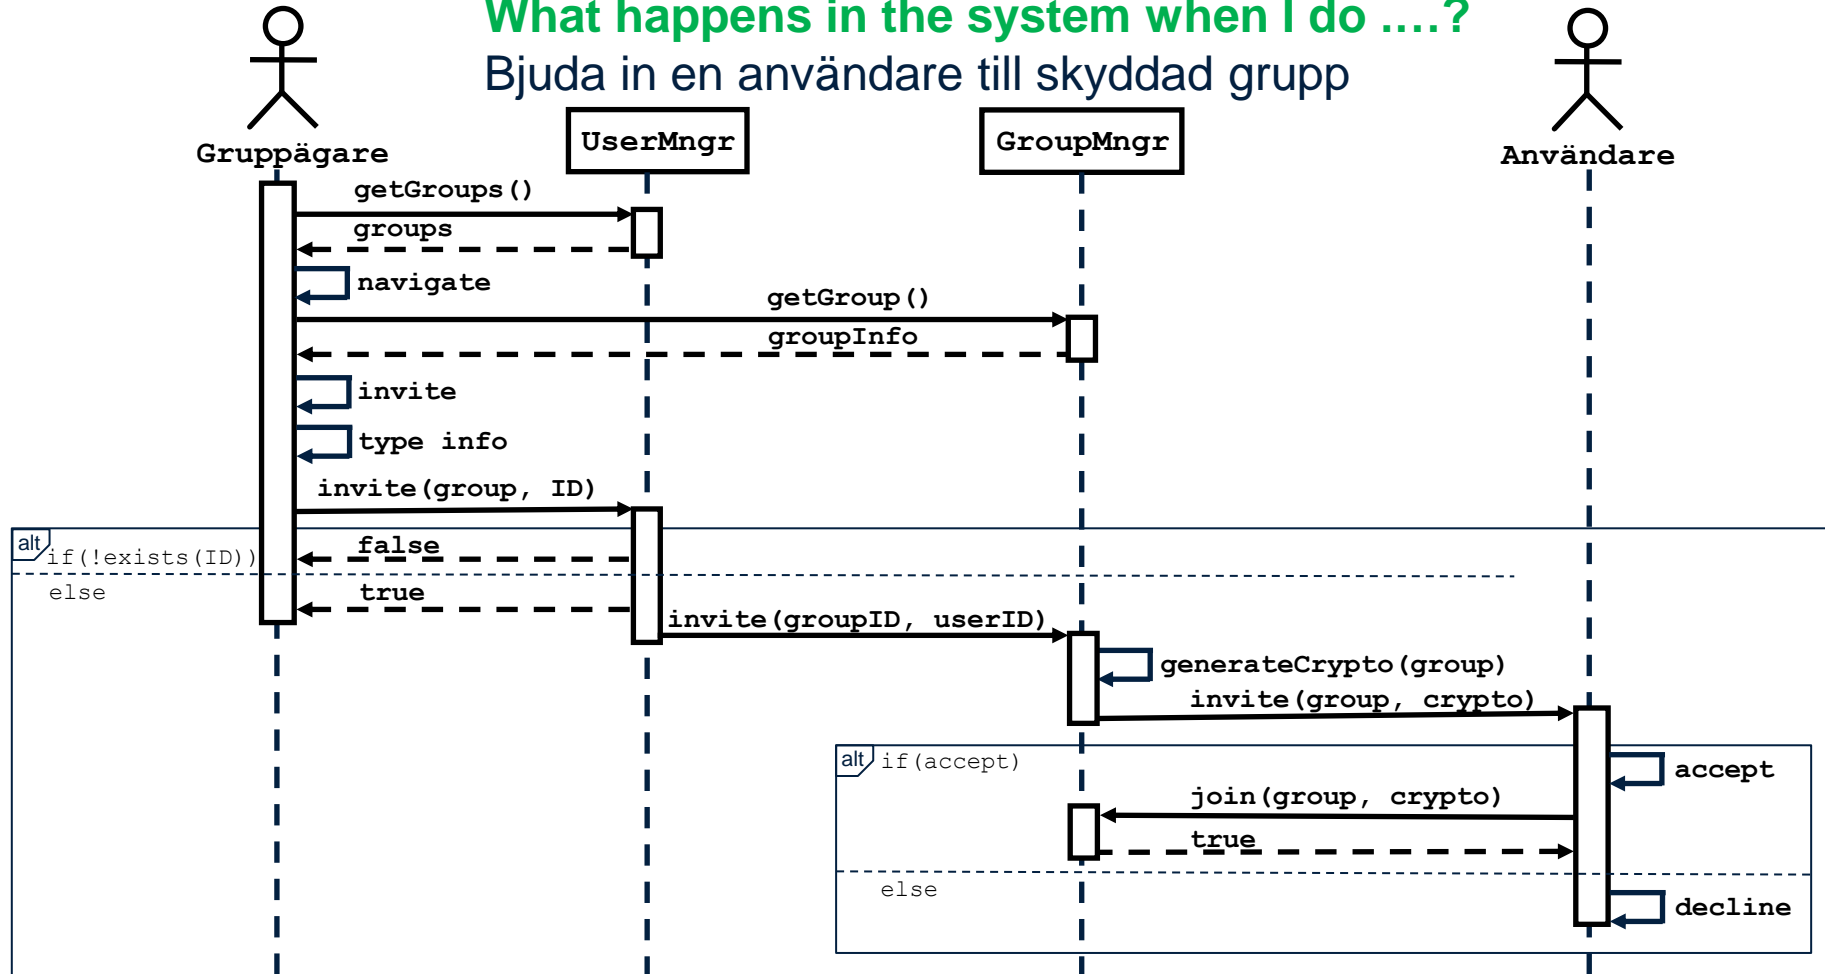 What happens in the system when I do ....?
Bjuda in en användare till skyddad grupp
Gruppägare
UserMngr
GroupMngr
Användare
getGroups()
groups
navigate
getGroup()
groupInfo
invite
type info
invite(group, ID)
alt
if(!exists(ID))
false
else
true
invite(groupID, userID)
generateCrypto(group)
invite(group, crypto)
alt
if(accept)
accept
join(group, crypto)
true
else
decline